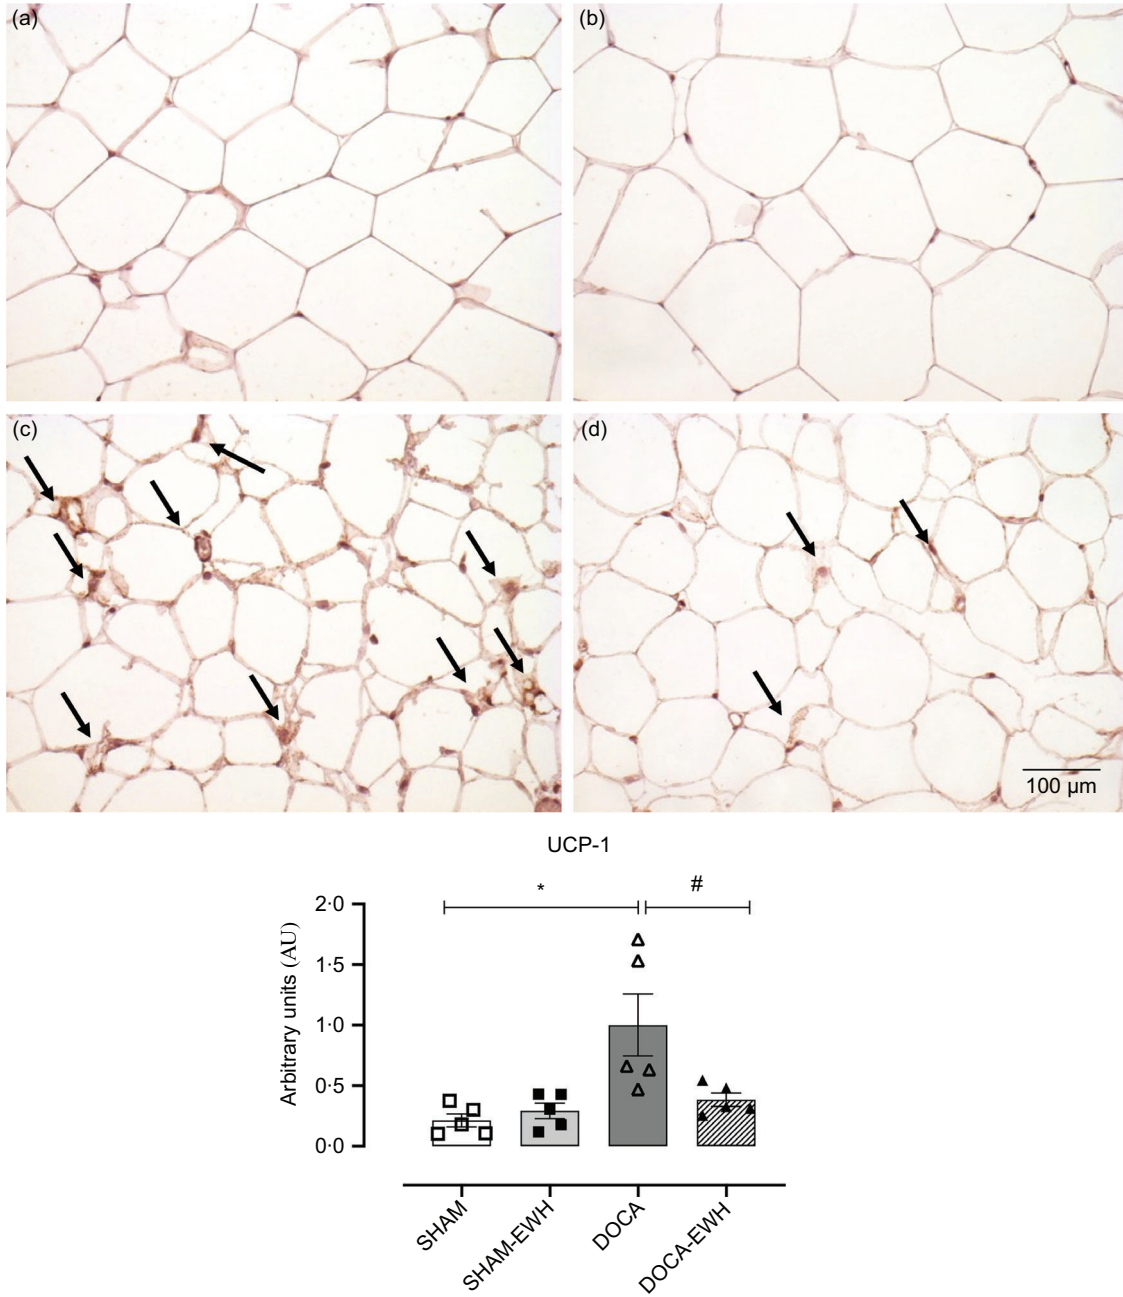 (a)
(b)
(c)
(d)
100 µm
UCP-1
* #
2·0
1·5
1·0
0·5
0·0
Arbitrary units (AU)
SHAM
SHAM-EWH
DOCA
DOCA-EWH